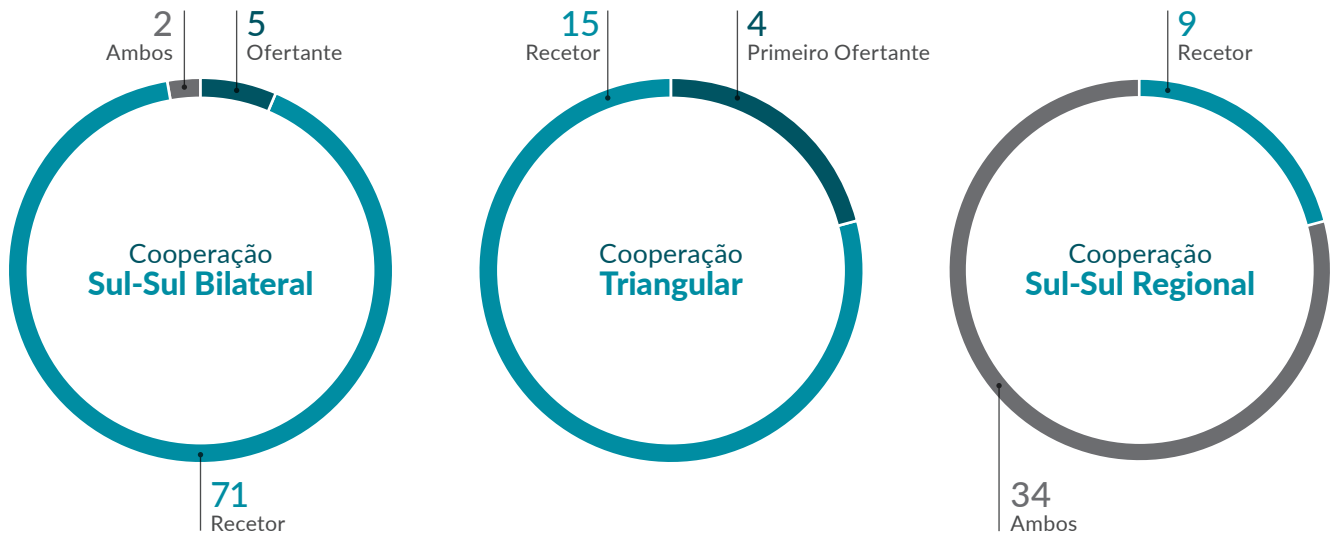 2
Ambos
5
Ofertante
Cooperação
Sul-Sul Bilateral
71
Recetor
15
Recetor
4
Primeiro Ofertante
Cooperação
Triangular
9
Recetor
Cooperação
Sul-Sul Regional
34
Ambos